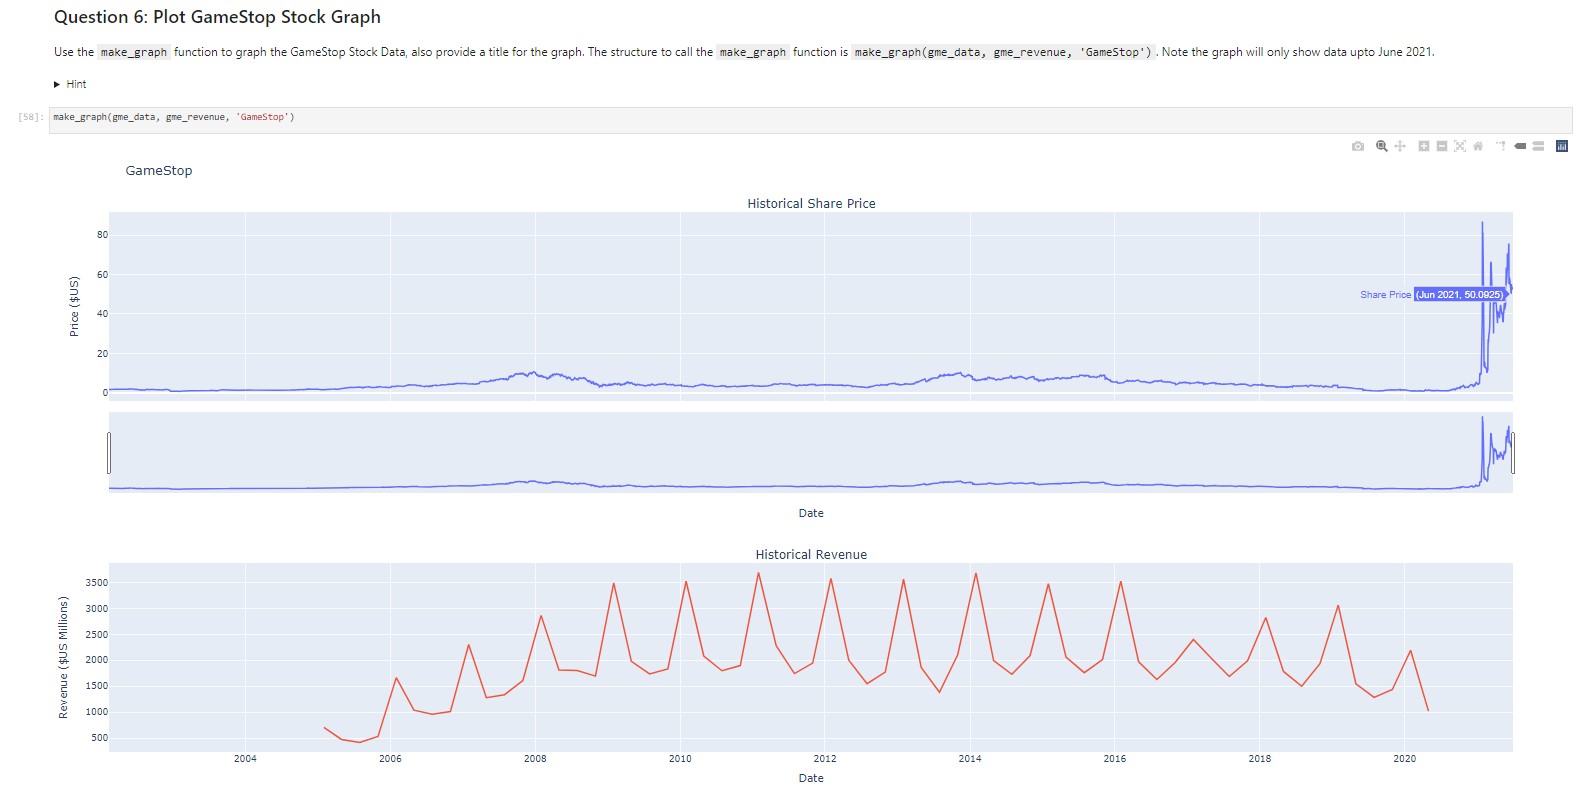 Question 6: Plot GameStop Stock Graph
Use the make_graph function to graph the GameStop Stock Data, also provide a title for the graph. The structure to call the make_graph function is make_graph(gme_data, gme_revenue, 'GameStop'). Note the graph will only show data upto June 2021.
Hint
[58]: make_graph(gme_data, gme_revenue, 'GameStop')
GameStop
Historical Share Price
Price ($US)
80
60
40
20
0
Share Price (Jun 2021, 50.0925)
Date
Historical Revenue
Revenue ($US Millions)
3500
3000
2500
2000
1500
1000
500
2004 2006 2008 2010 2012 2014 2016 2018 2020
Date